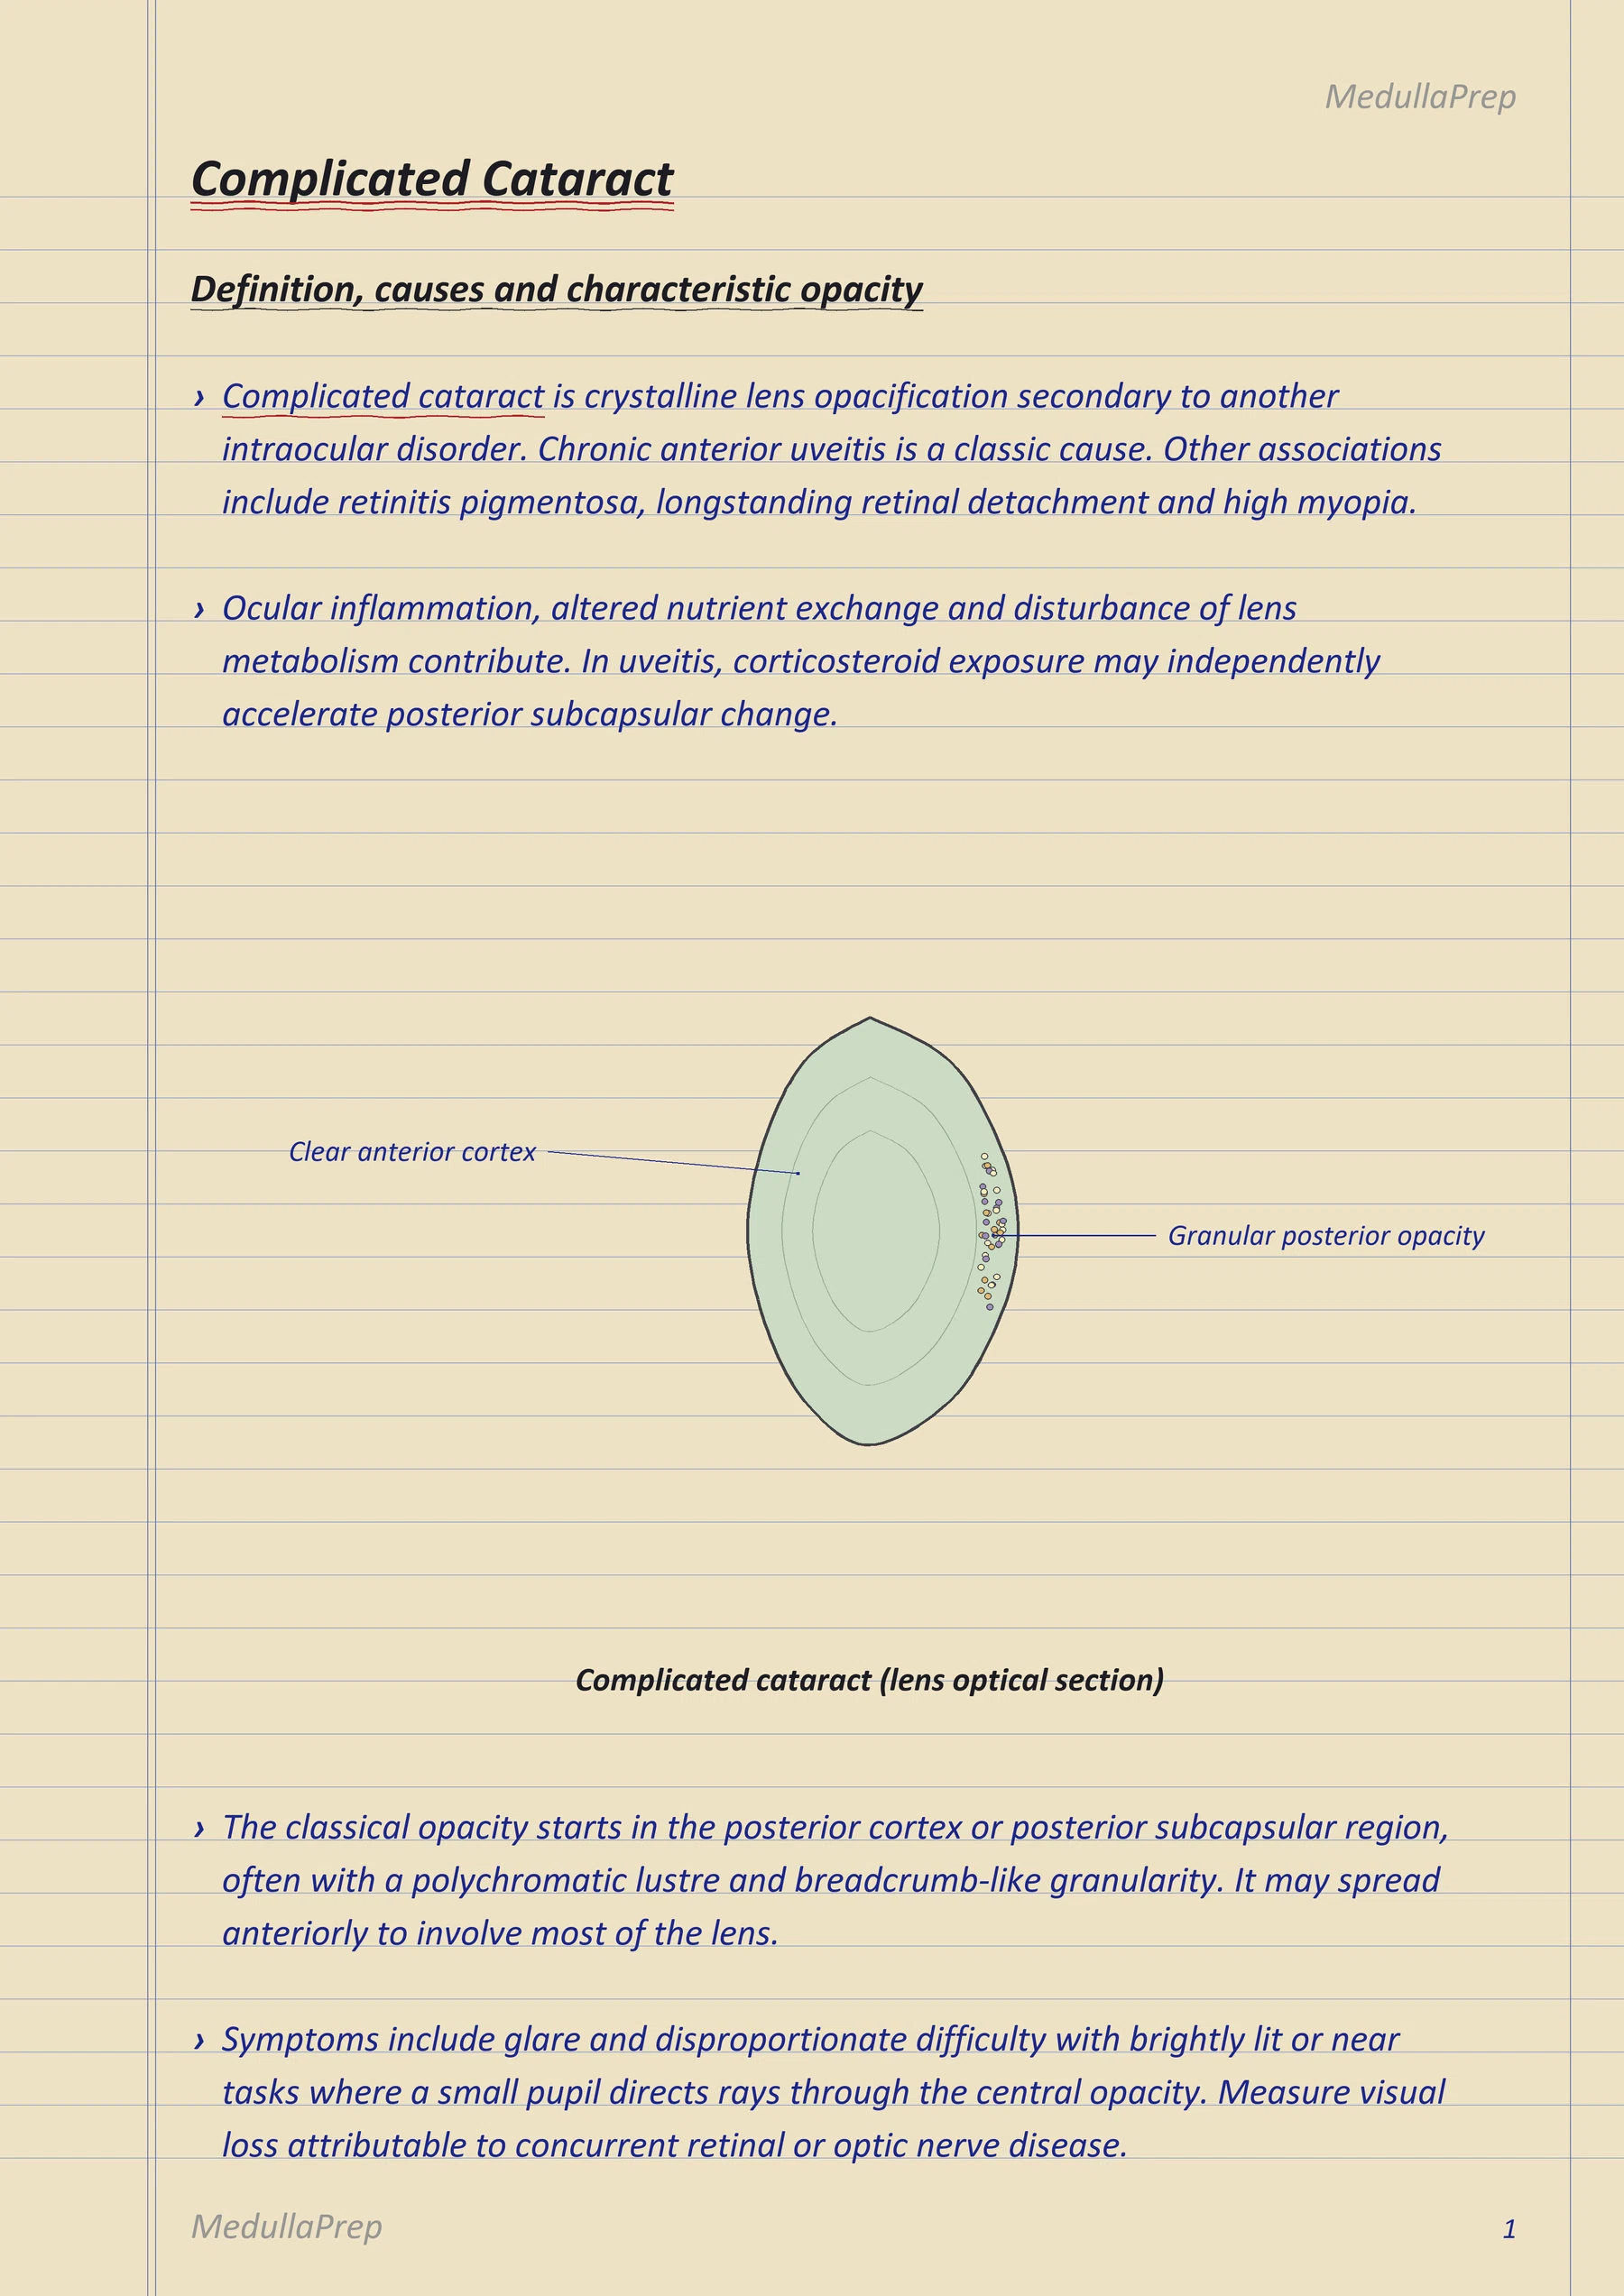 MedullaPrep
Complicated Cataract
Definition, causes and characteristic opacity
› Complicated cataract is crystalline lens opacification secondary to another
intraocular disorder. Chronic anterior uveitis is a classic cause. Other associations
include retinitis pigmentosa, longstanding retinal detachment and high myopia.
› Ocular inflammation, altered nutrient exchange and disturbance of lens
metabolism contribute. In uveitis, corticosteroid exposure may independently
accelerate posterior subcapsular change.
Clear anterior cortex
Granular posterior opacity
Complicated cataract (lens optical section)
› The classical opacity starts in the posterior cortex or posterior subcapsular region,
often with a polychromatic lustre and breadcrumb-like granularity. It may spread
anteriorly to involve most of the lens.
› Symptoms include glare and disproportionate difficulty with brightly lit or near
tasks where a small pupil directs rays through the central opacity. Measure visual
loss attributable to concurrent retinal or optic nerve disease.
MedullaPrep
1